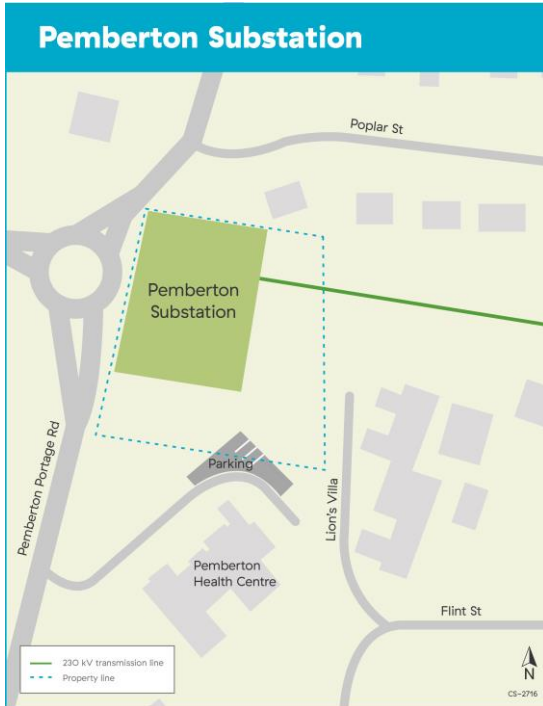 Pemberton Substation
Poplar St
Pemberton
Substation
Pemberton Portage Rd
Parking
Lion's Villa
Pemberton
Health Centre
Flint St
230 kV transmission line
Property line
N
CS-2716